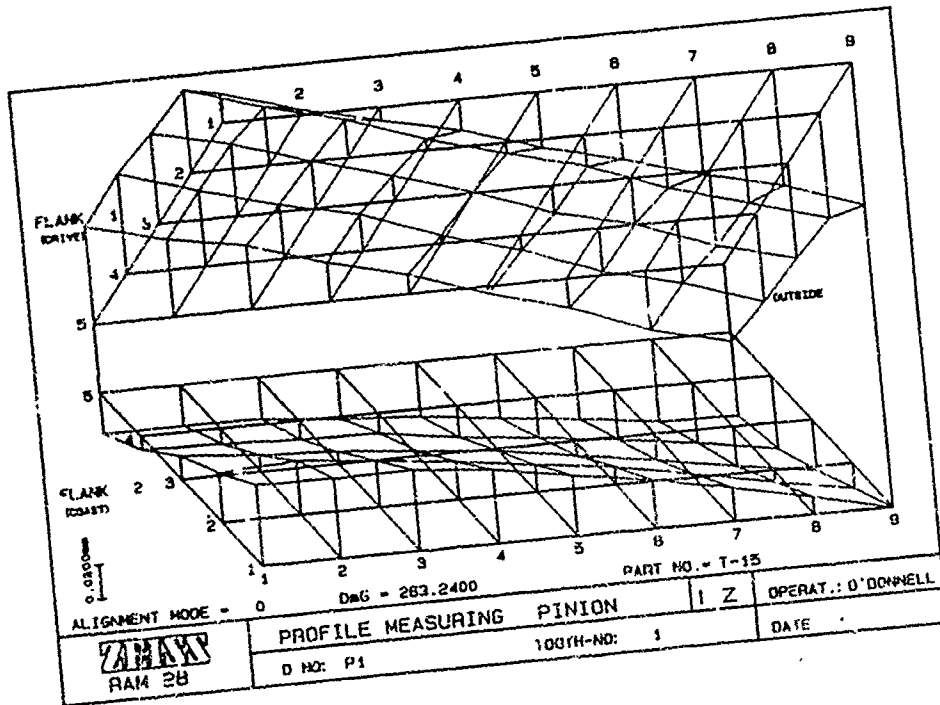 1 2 3 4 5 6 7 8 9
1
2
3
4
5
FLANK 1
(DRIVE)
OUTSIDE
5
4
3
2
1
FLANK 2
(COAST)
1 2 3 4 5 6 7 8 9
0.0200mm
ALIGNMENT MODE = 0 DmG = 263.2400 PART NO.= T-15
ZEISS
RAM 28
PROFILE MEASURING PINION I Z OPERAT.: O'DONNELL
D NO: P1 TOOTH-NO: 1 DATE